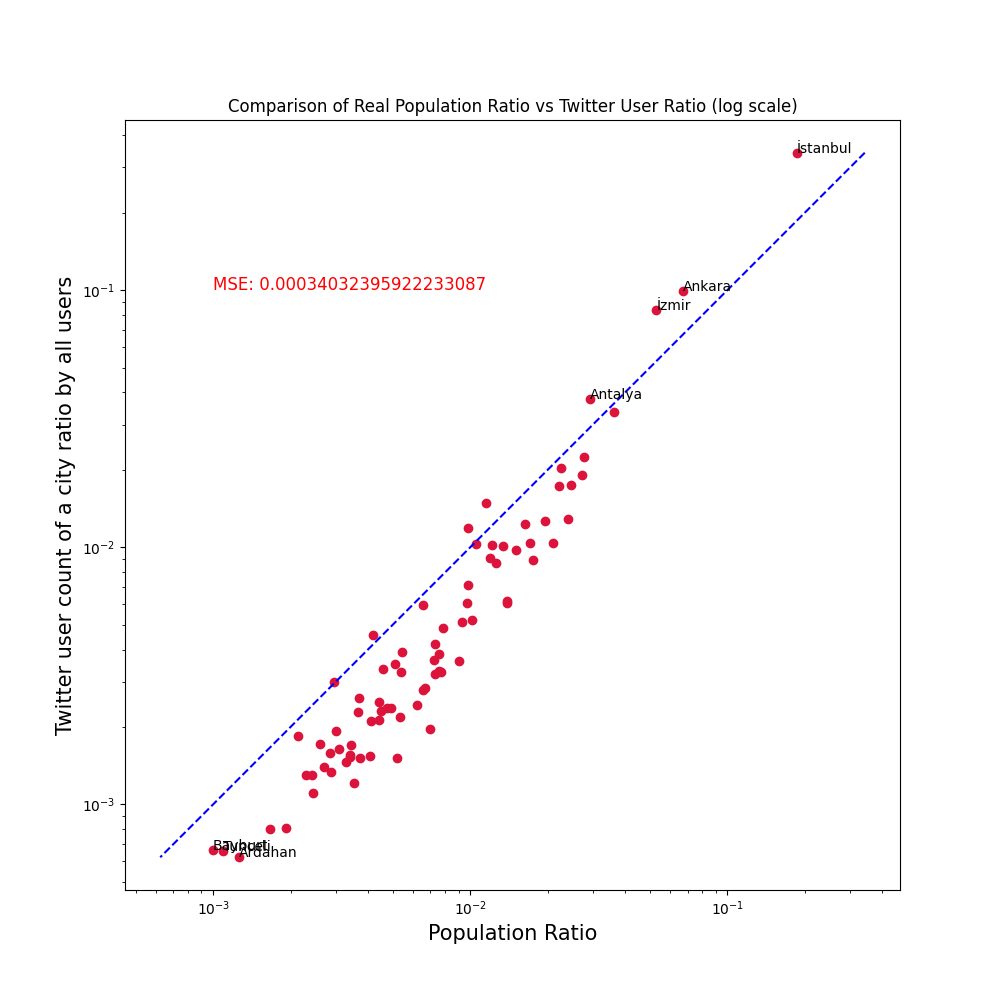 Comparison of Real Population Ratio vs Twitter User Ratio (log scale)
İstanbul
MSE: 0.00034032395922233087
Ankara
İzmir
Antalya
Bayburt
Tunceli
Ardahan
10⁻¹
10⁻²
10⁻³
10⁻³
10⁻²
10⁻¹
Twitter user count of a city ratio by all users
Population Ratio